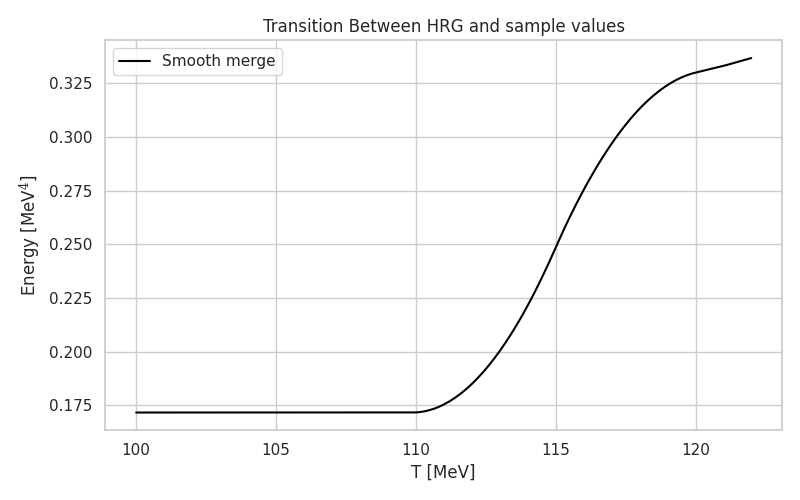 Transition Between HRG and sample values
Smooth merge
Energy [MeV⁴]
0.325
0.300
0.275
0.250
0.225
0.200
0.175
100 105 110 115 120
T [MeV]